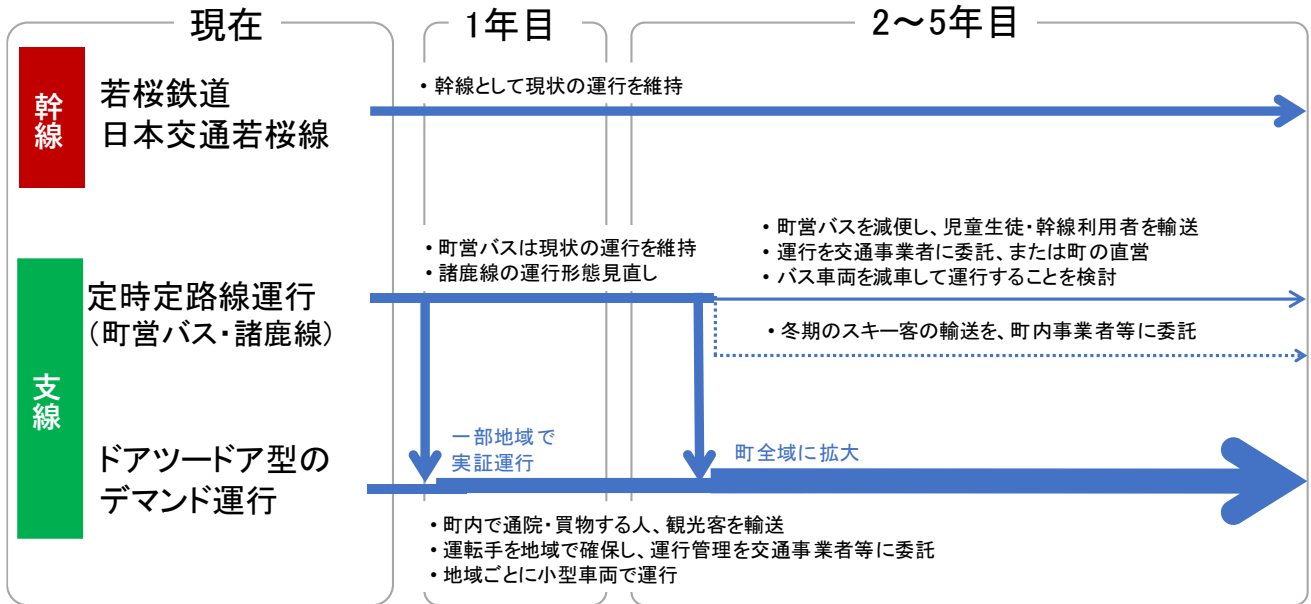 現在
1年目
2～5年目
幹線
若桜鉄道
日本交通若桜線
・幹線として現状の運行を維持
支線
定時定路線運行
（町営バス・諸鹿線）
・町営バスは現状の運行を維持
・諸鹿線の運行形態見直し
・町営バスを減便し、児童生徒・幹線利用者を輸送
・運行を交通事業者に委託、または町の直営
・バス車両を減車して運行することを検討
・冬期のスキー客の輸送を、町内事業者等に委託
ドアツードア型の
デマンド運行
一部地域で
実証運行
町全域に拡大
・町内で通院・買物する人、観光客を輸送
・運転手を地域で確保し、運行管理を交通事業者等に委託
・地域ごとに小型車両で運行